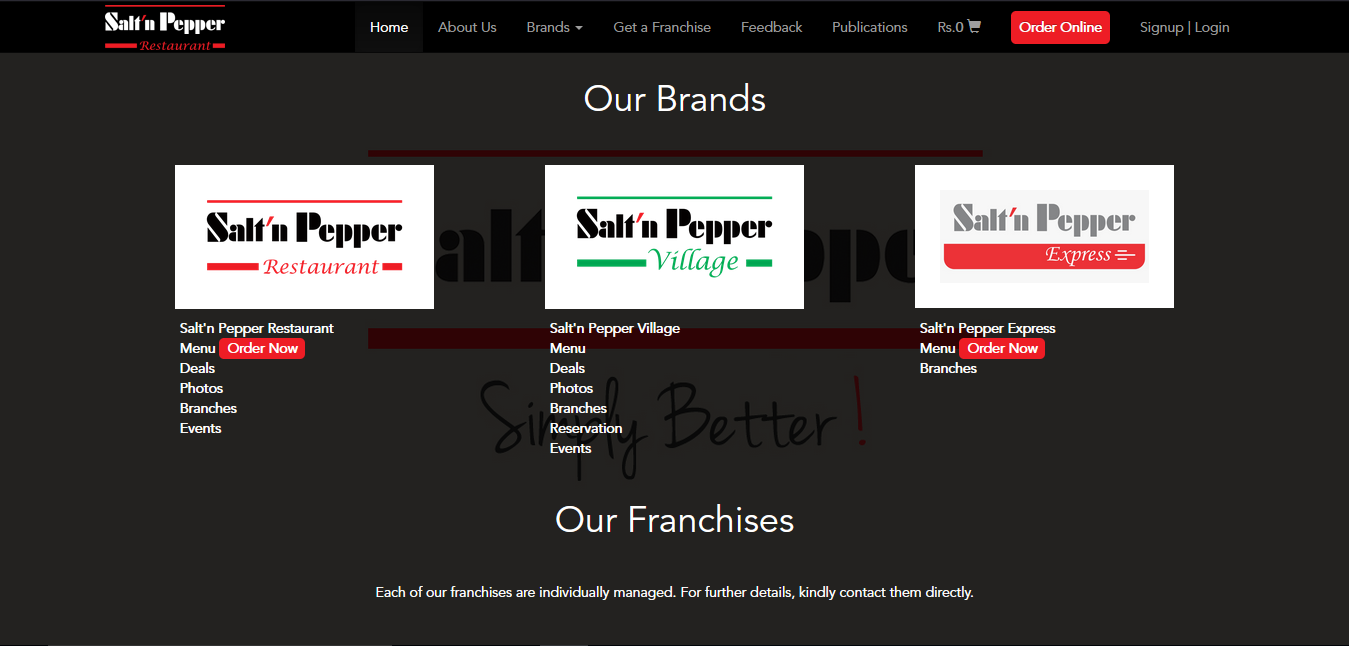 Salt'n Pepper
Restaurant
Home About Us Brands Get a Franchise Feedback Publications Rs.0 Order Online Signup | Login
Our Brands
Salt'n Pepper
Restaurant
Salt'n Pepper
Village
Salt'n Pepper
Express
alt
ppe
Salt'n Pepper Restaurant
Menu Order Now
Deals
Photos
Branches
Events
Salt'n Pepper Village
Menu
Deals
Photos
Branches
Reservation
Events
Salt'n Pepper Express
Menu Order Now
Branches
Simply Better !
Our Franchises
Each of our franchises are individually managed. For further details, kindly contact them directly.